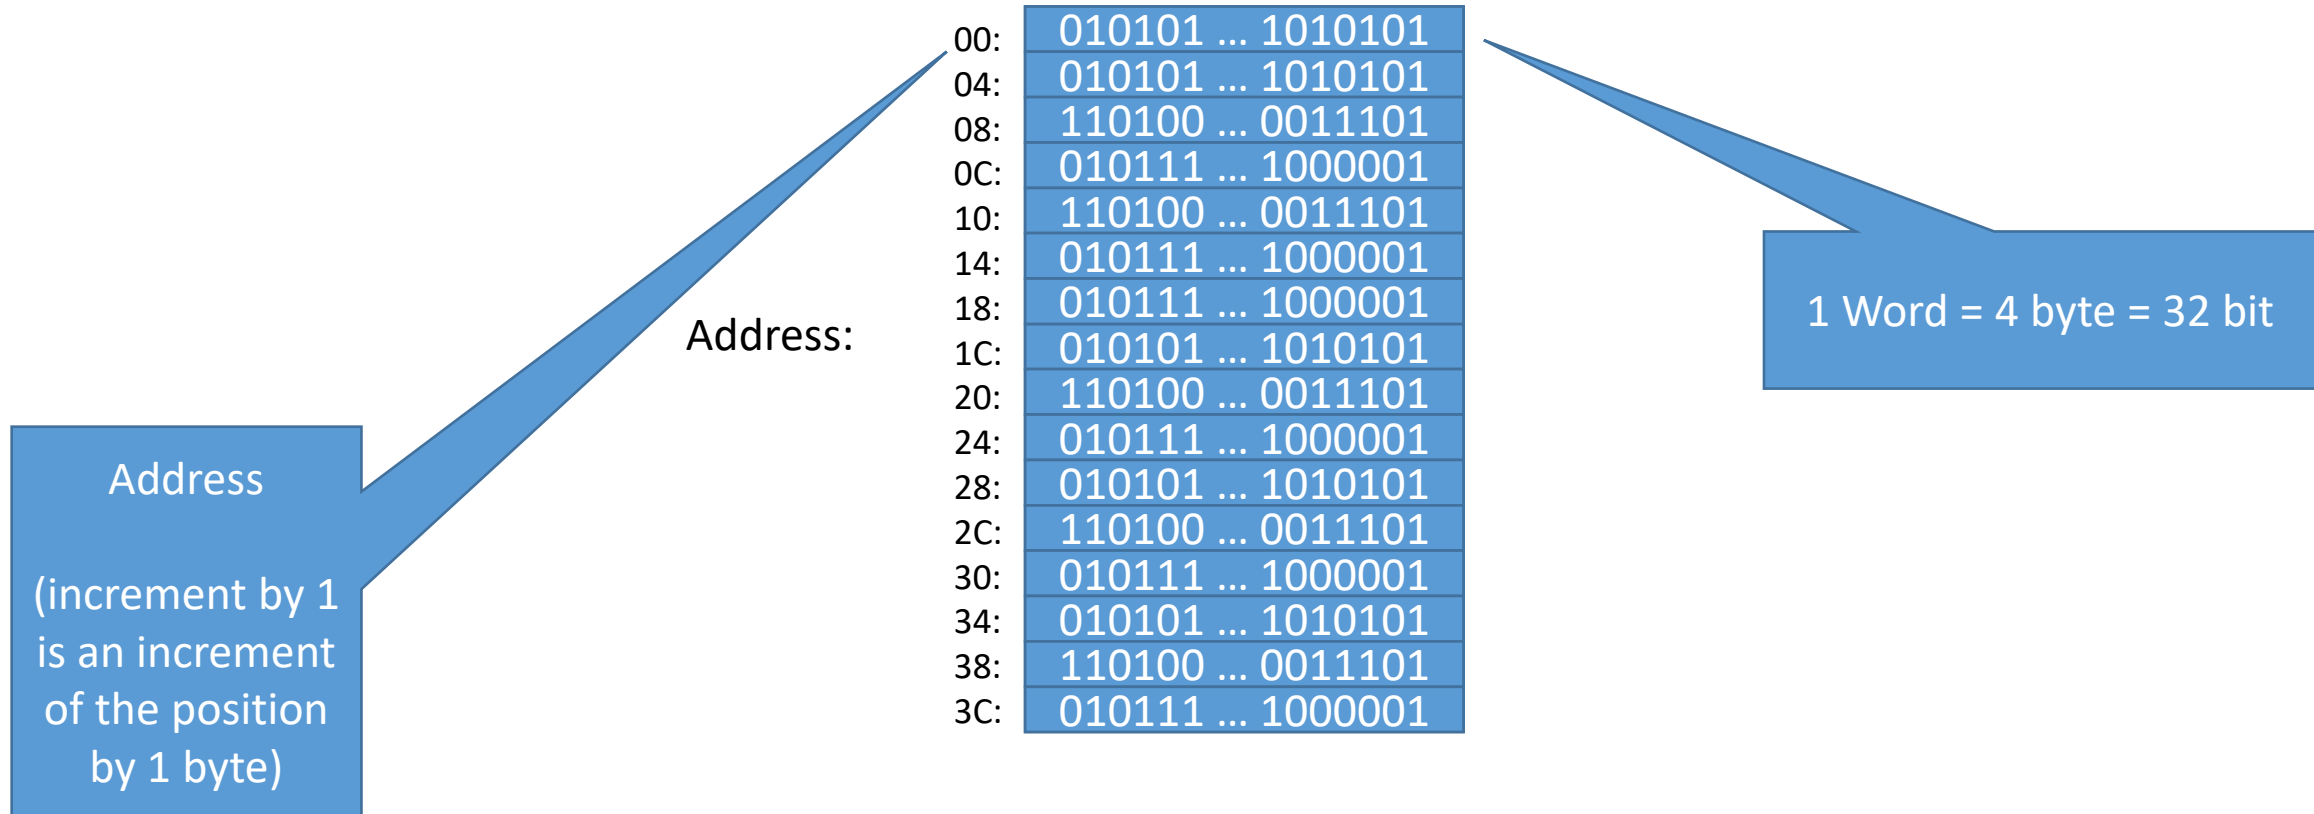 00: 010101 ... 1010101
04: 010101 ... 1010101
08: 110100 ... 0011101
0C: 010111 ... 1000001
10: 110100 ... 0011101
14: 010111 ... 1000001
18: 010111 ... 1000001
1C: 010101 ... 1010101
20: 110100 ... 0011101
24: 010111 ... 1000001
28: 010101 ... 1010101
2C: 110100 ... 0011101
30: 010111 ... 1000001
34: 010101 ... 1010101
38: 110100 ... 0011101
3C: 010111 ... 1000001
Address:
1 Word = 4 byte = 32 bit
Address
(increment by 1
is an increment
of the position
by 1 byte)